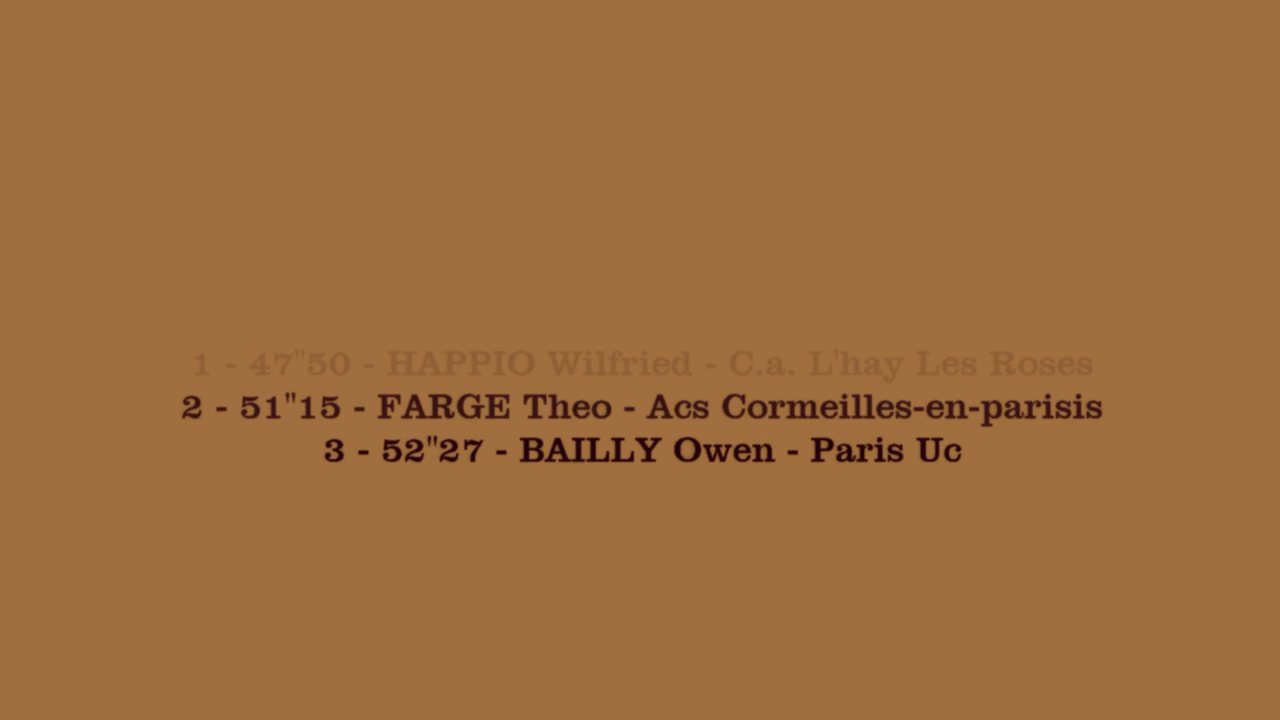 1 - 47"50 - HAPPIO Wilfried - C.a. L'hay Les Roses
2 - 51"15 - FARGE Theo - Acs Cormeilles-en-parisis
3 - 52"27 - BAILLY Owen - Paris Uc